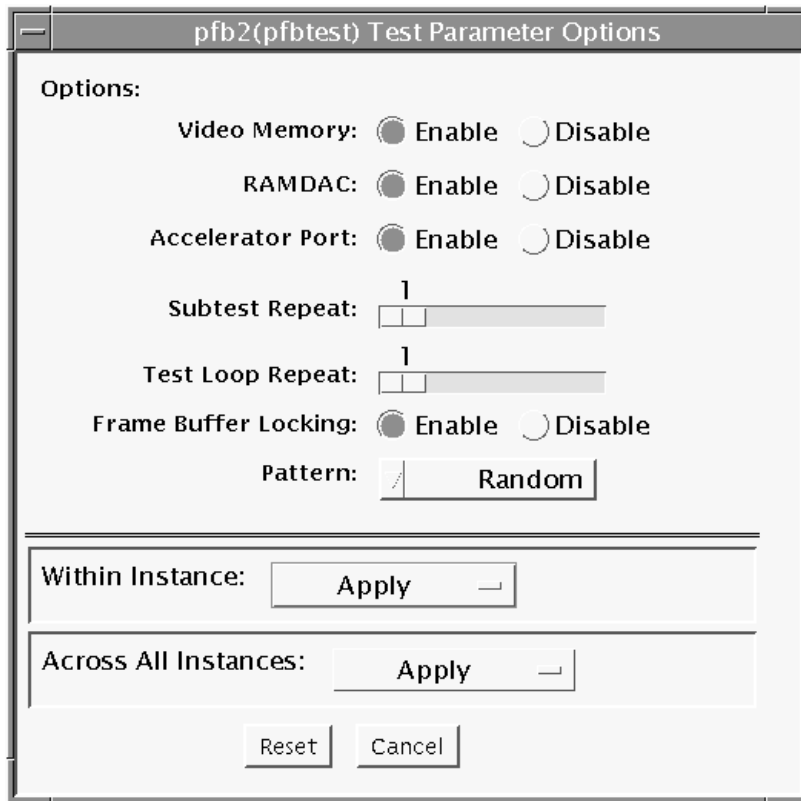 pfb2(pfbtest) Test Parameter Options
Options:
Video Memory: Enable Disable
RAMDAC: Enable Disable
Accelerator Port: Enable Disable
1
Subtest Repeat:
1
Test Loop Repeat:
Frame Buffer Locking: Enable Disable
Pattern: Random
Within Instance: Apply
Across All Instances: Apply
Reset Cancel